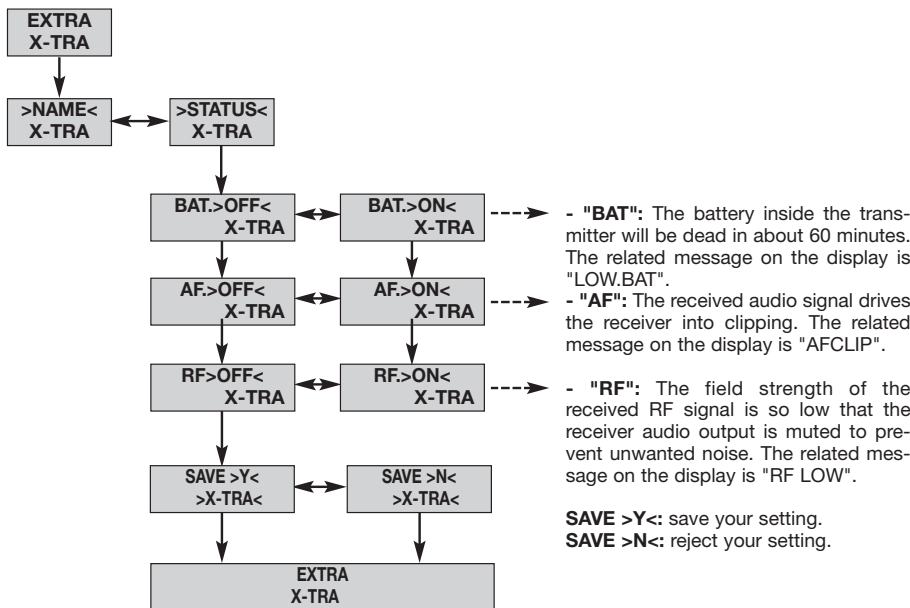 EXTRA
X-TRA
>NAME<
X-TRA
>STATUS<
X-TRA
BAT.>OFF<
X-TRA
BAT.>ON<
X-TRA
- "BAT": The battery inside the trans-
mitter will be dead in about 60 minutes.
The related message on the display is
"LOW.BAT".
AF.>OFF<
X-TRA
AF.>ON<
X-TRA
- "AF": The received audio signal drives
the receiver into clipping. The related
message on the display is "AFCLIP".
RF>OFF<
X-TRA
RF.>ON<
X-TRA
- "RF": The field strength of the
received RF signal is so low that the
receiver audio output is muted to pre-
vent unwanted noise. The related mes-
sage on the display is "RF LOW".
SAVE >Y<
>X-TRA<
SAVE >N<
>X-TRA<
SAVE >Y<: save your setting.
SAVE >N<: reject your setting.
EXTRA
X-TRA